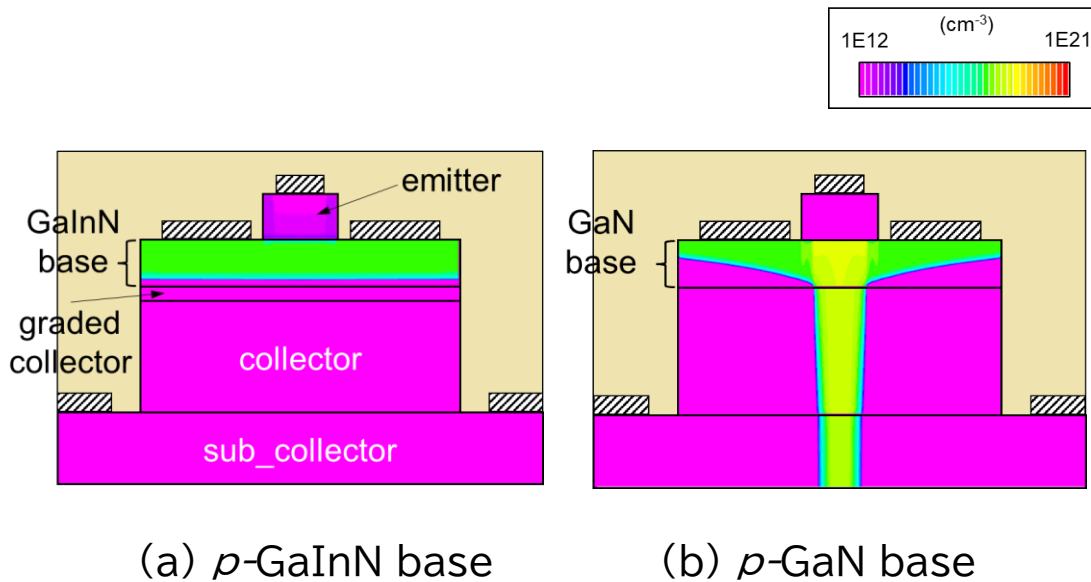 (cm-3)
1E12 1E21
emitter
GaInN
base
graded
collector
collector
sub_collector
GaN
base
(a) p-GaInN base
(b) p-GaN base